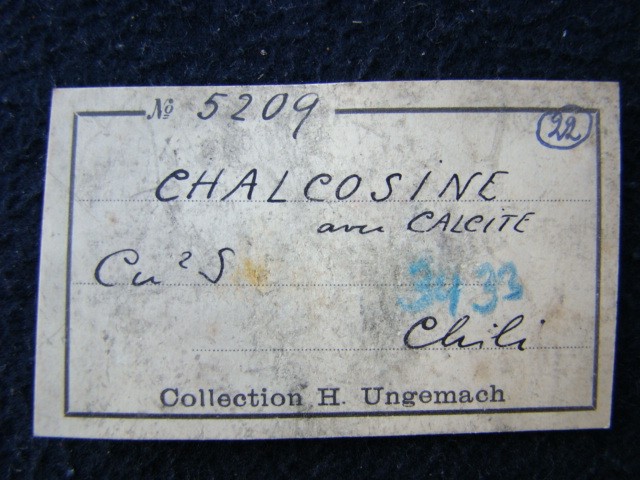 № 5209
22
CHALCOSINE
avec CALCITE
Cu²S
3433
Chili
Collection H. Ungemach